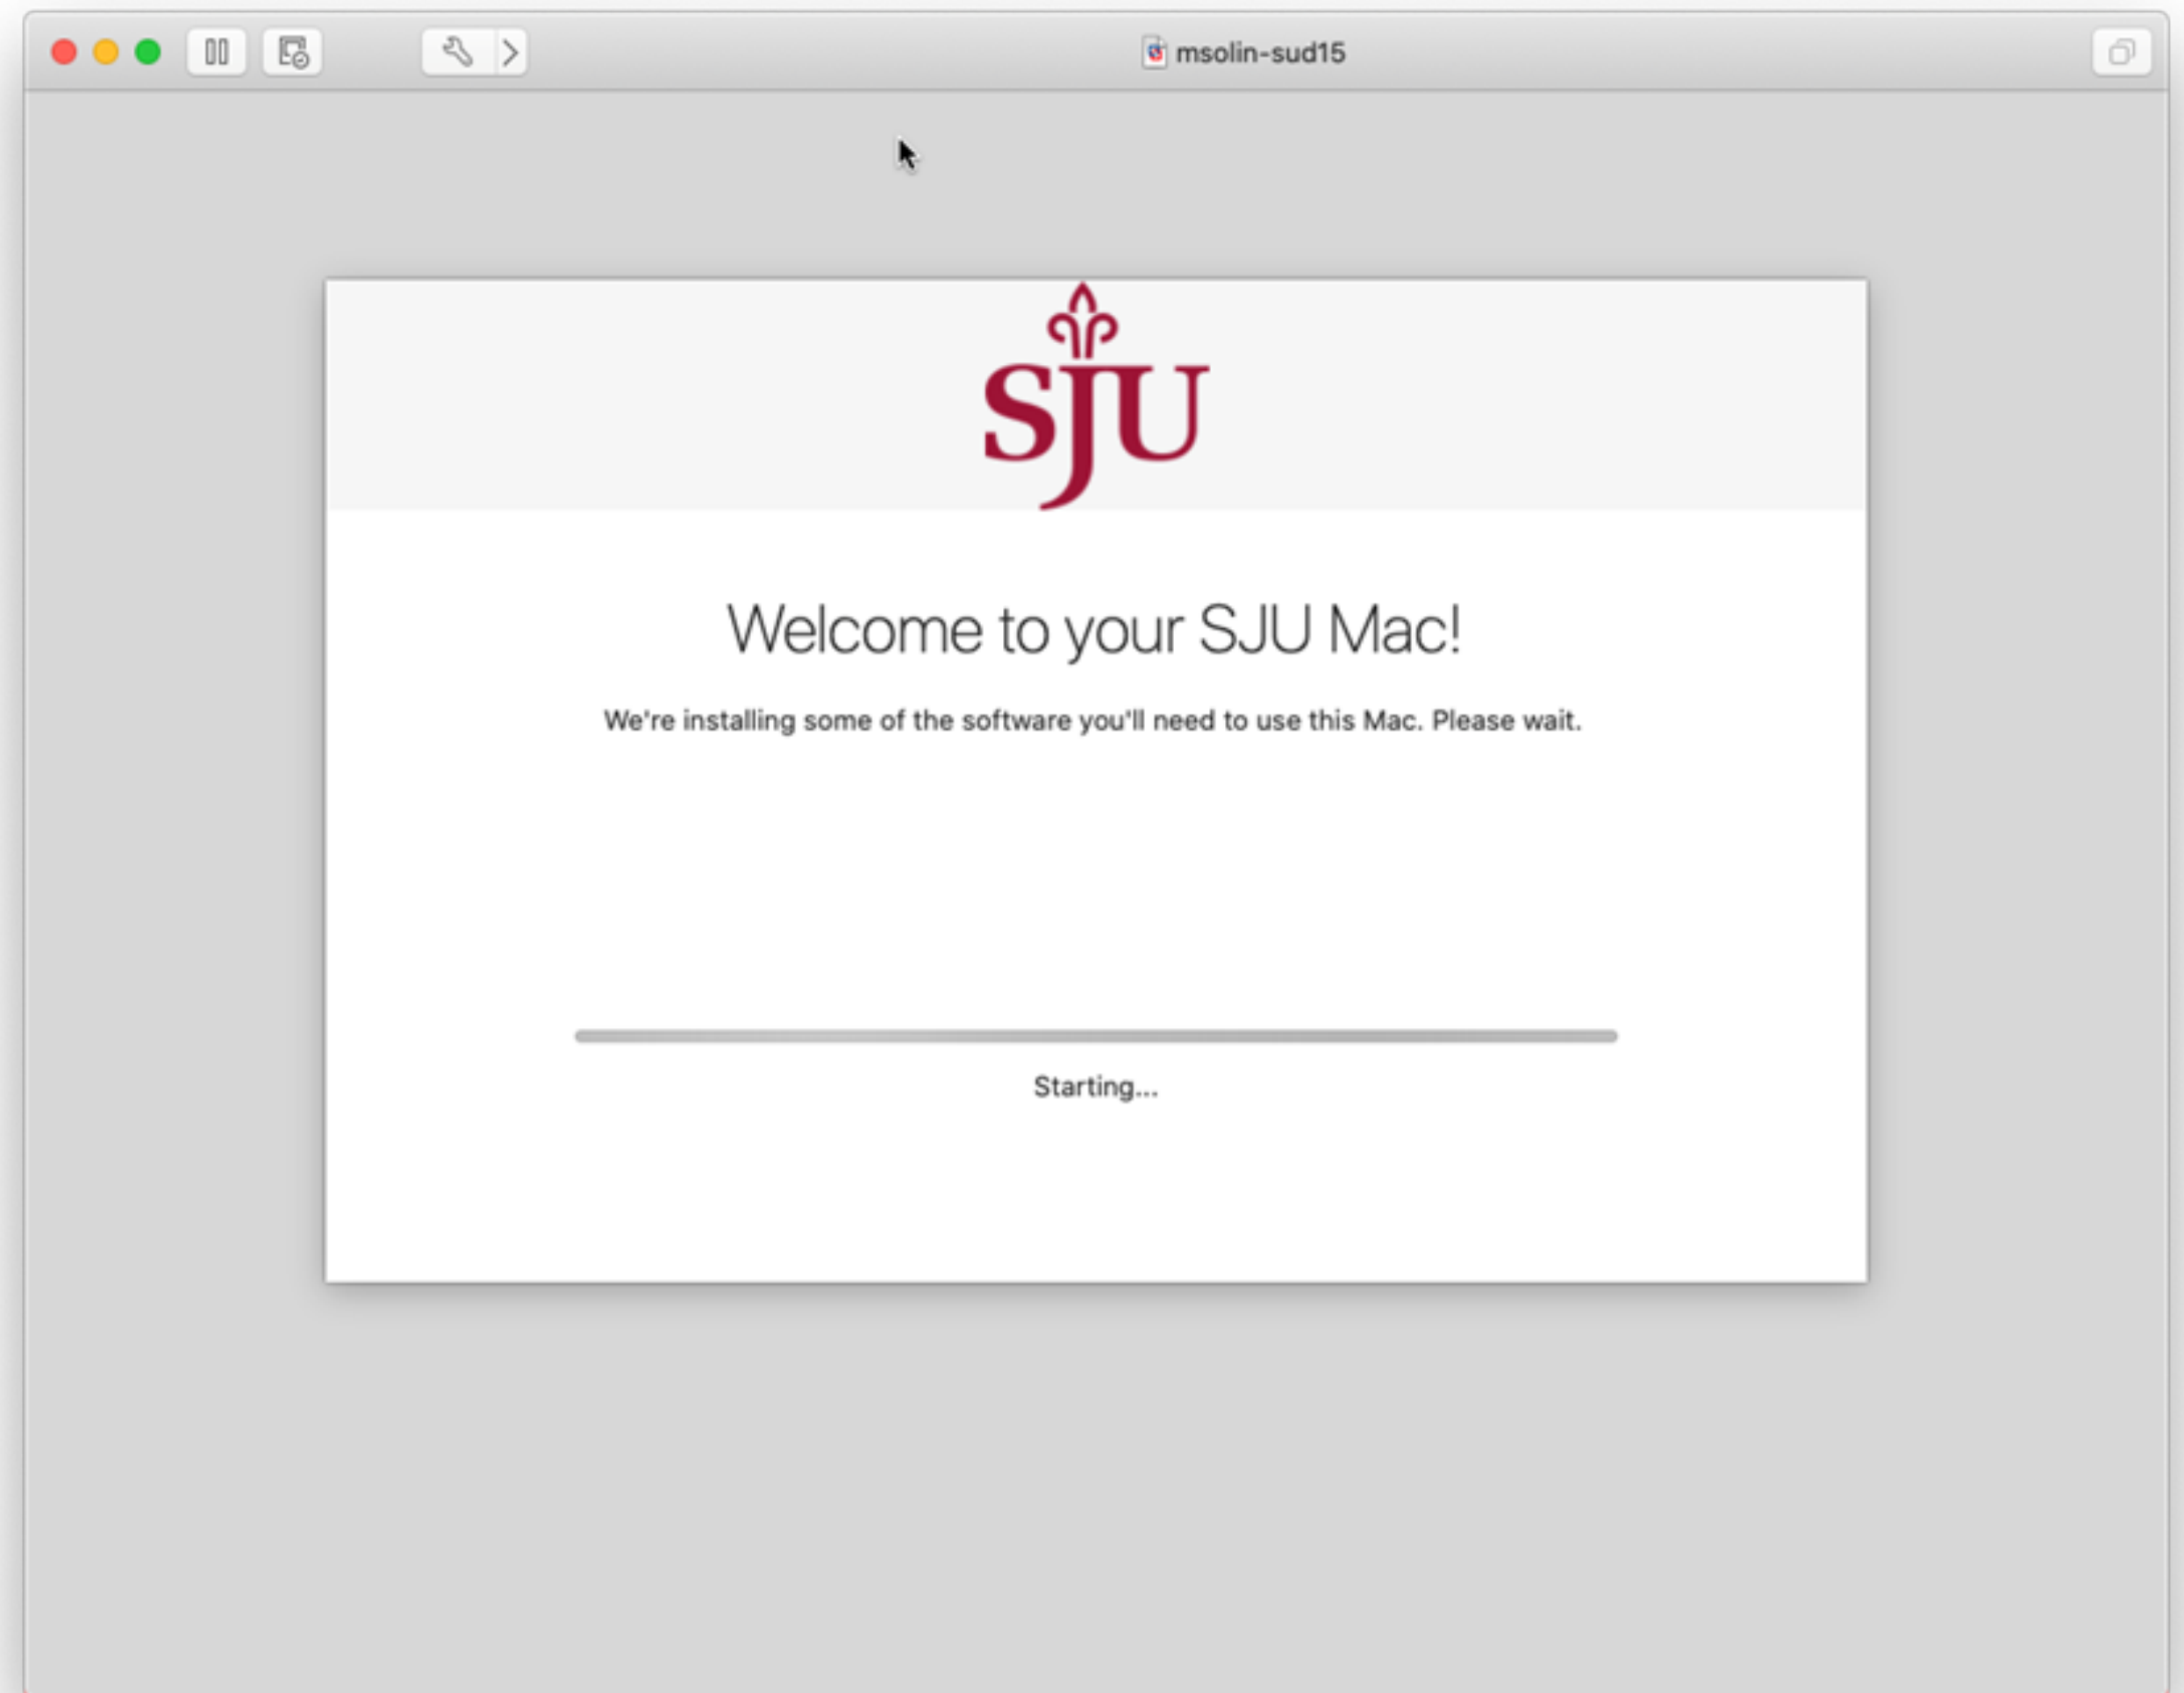 msolin-sud15
SJU
Welcome to your SJU Mac!
We're installing some of the software you'll need to use this Mac. Please wait.
Starting...